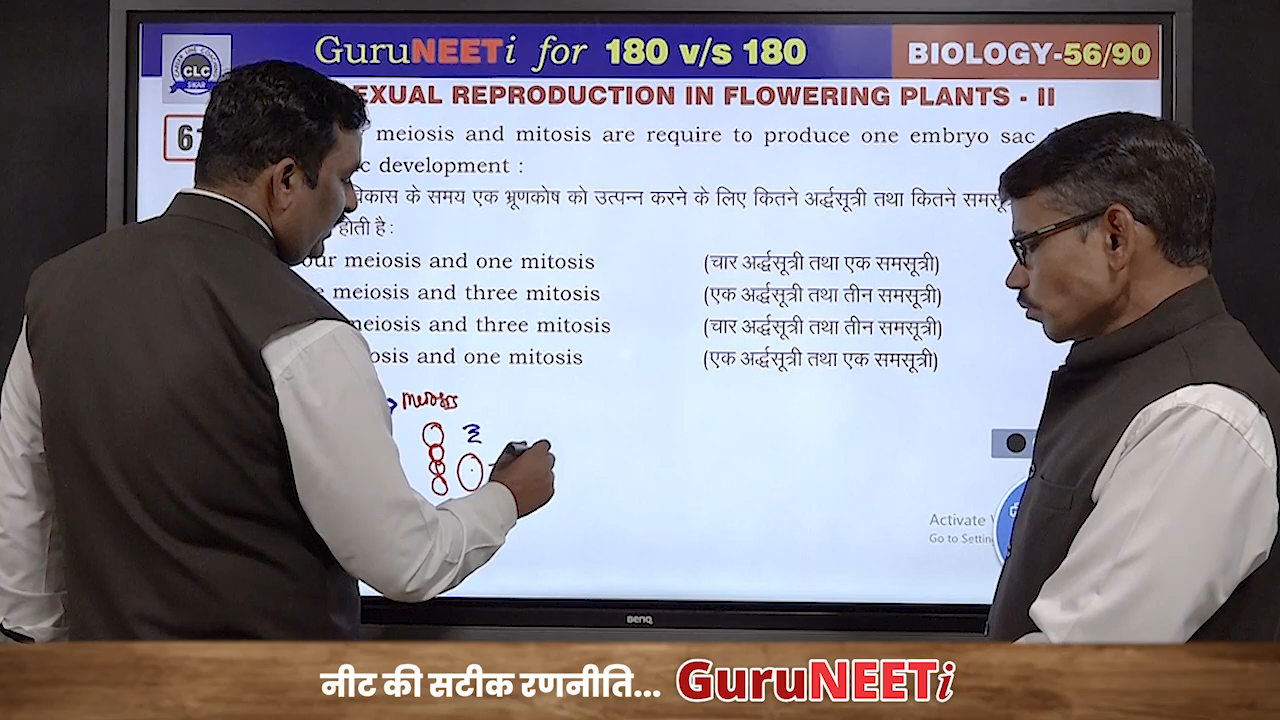 GuruNEETi for 180 v/s 180
BIOLOGY-56/90
CLC
SIKAR
EXUAL REPRODUCTION IN FLOWERING PLANTS - II
meiosis and mitosis are require to produce one embryo sac
development :
विकास के समय एक भ्रूणकोष को उत्पन्न करने के लिए कितने अर्द्धसूत्री तथा कितने
होती है :
our meiosis and one mitosis (चार अर्द्धसूत्री तथा एक समसूत्री)
meiosis and three mitosis (एक अर्द्धसूत्री तथा तीन समसूत्री)
meiosis and three mitosis (चार अर्द्धसूत्री तथा तीन समसूत्री)
osis and one mitosis (एक अर्द्धसूत्री तथा एक समसूत्री)
Activate
Go to Settin
BenQ
नीट की सटीक रणनीति... GuruNEETi